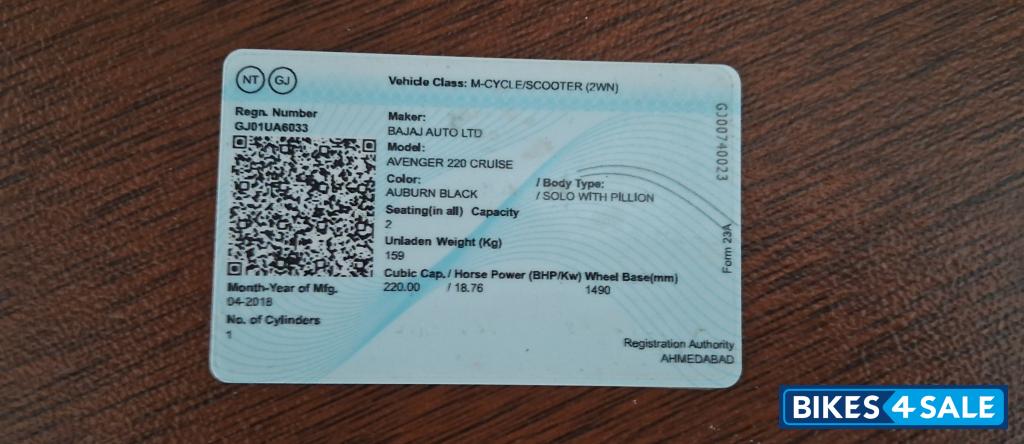 NT GJ
Vehicle Class: M-CYCLE/SCOOTER (2WN)
Regn. Number
GJ01UA6033
Maker:
BAJAJ AUTO LTD
Model:
AVENGER 220 CRUISE
Color:
AUBURN BLACK
/ Body Type:
/ SOLO WITH PILLION
Seating(in all) Capacity
2
Unladen Weight (Kg)
159
Cubic Cap. / Horse Power (BHP/Kw) Wheel Base(mm)
220.00 / 18.76 1490
Month-Year of Mfg.
04-2018
No. of Cylinders
1
GJ00740023
Form 23A
Registration Authority
AHMEDABAD
BIKES 4 SALE